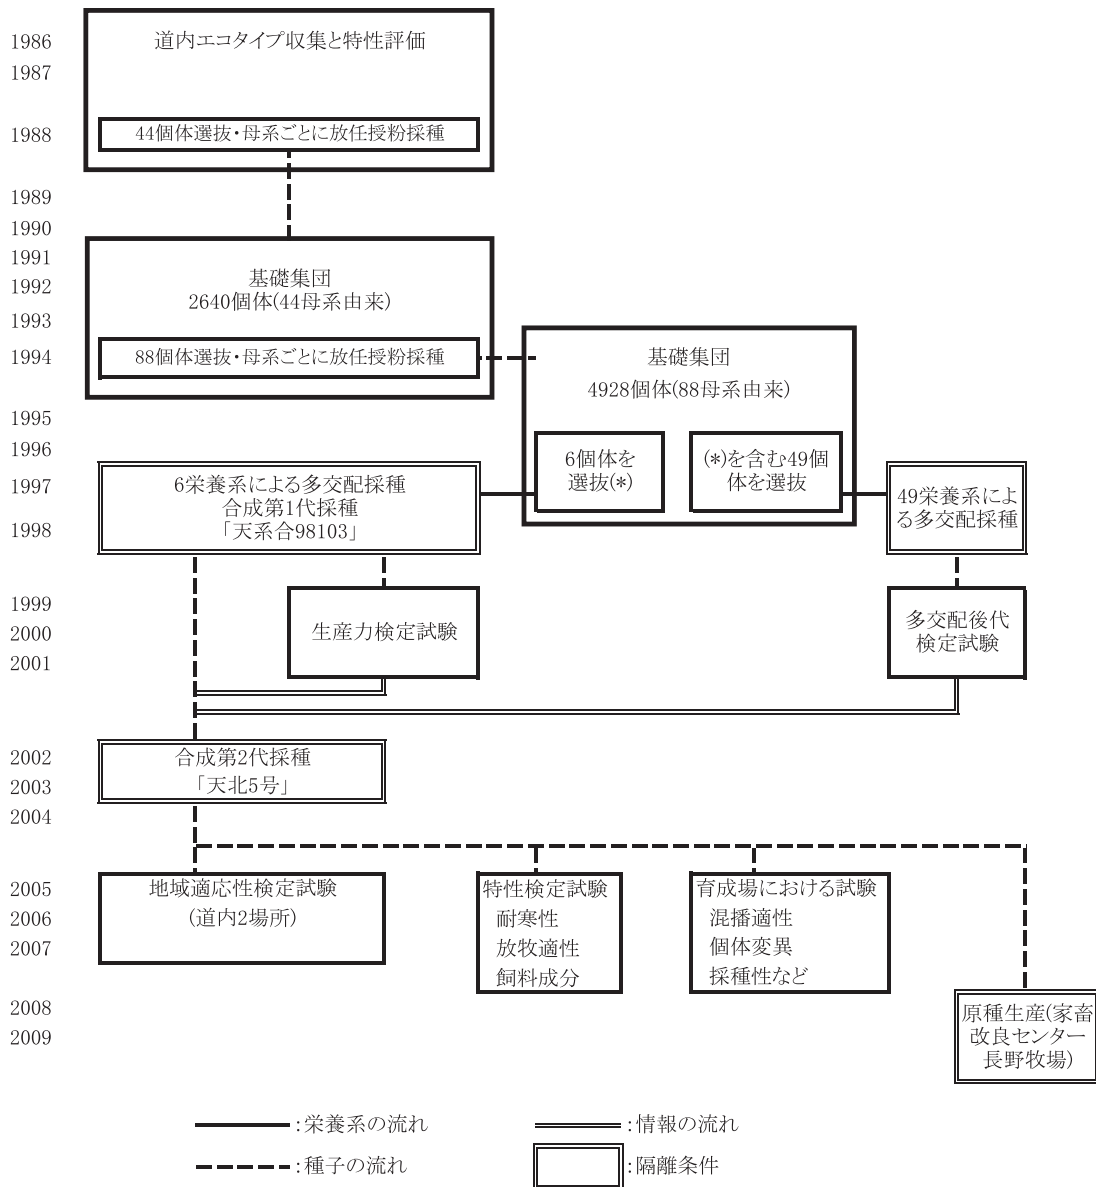 1986
道内エコタイプ収集と特性評価
1987
1988
44個体選抜・母系ごとに放任授粉採種
1989
1990
1991
1992
1993
基礎集団
2640個体(44母系由来)
1994
88個体選抜・母系ごとに放任授粉採種
基礎集団
4928個体(88母系由来)
1995
1996
1997
1998
6個体を
選抜(*)
(*)を含む49個
体を選抜
6栄養系による多交配採種
合成第1代採種
「天系合98103」
49栄養系によ
る多交配採種
1999
2000
2001
生産力検定試験
多交配後代
検定試験
2002
2003
2004
合成第2代採種
「天北5号」
2005
2006
2007
地域適応性検定試験
(道内2場所)
特性検定試験
耐寒性
放牧適性
飼料成分
育成場における試験
混播適性
個体変異
採種性など
2008
2009
原種生産(家畜
改良センター
長野牧場)
:栄養系の流れ
:情報の流れ
:種子の流れ
:隔離条件